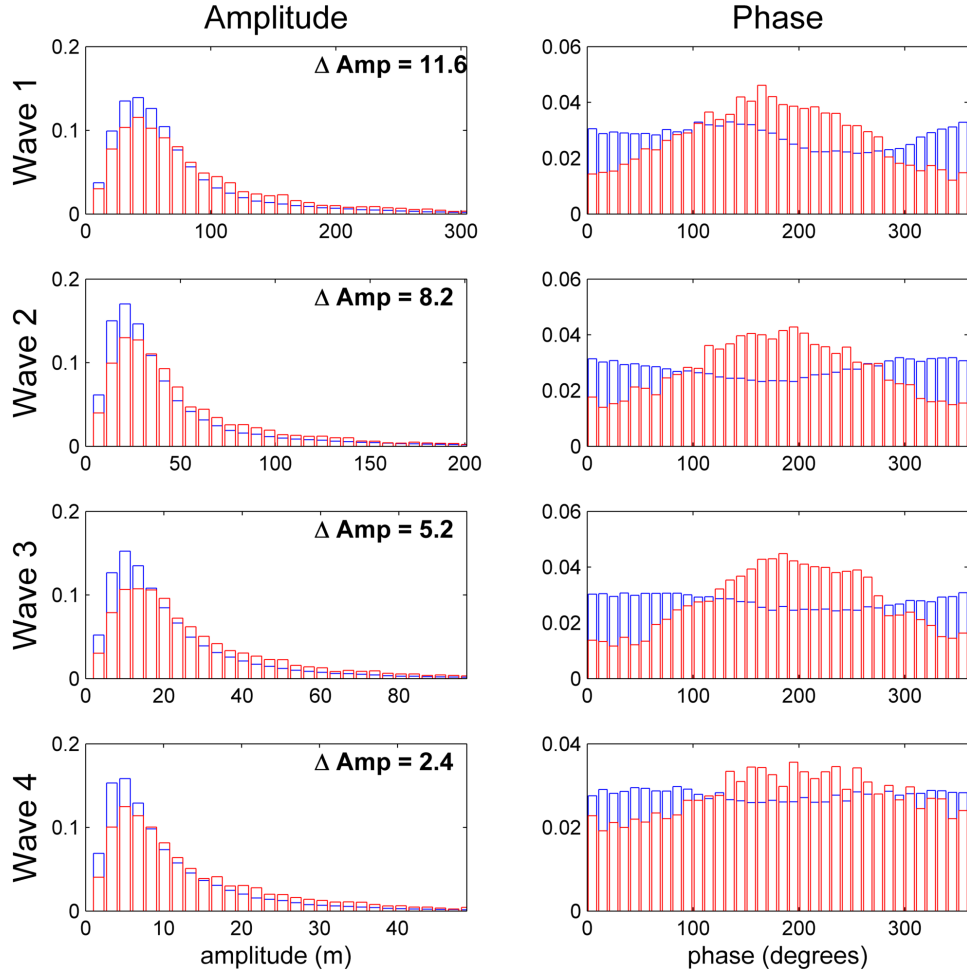 Amplitude
Phase
Wave 1
Δ Amp = 11.6
0.2
0.1
0
0 100 200 300
0.06
0.04
0.02
0
0 100 200 300
Wave 2
Δ Amp = 8.2
0.2
0.1
0
0 50 100 150 200
0.06
0.04
0.02
0
0 100 200 300
Wave 3
Δ Amp = 5.2
0.2
0.1
0
0 20 40 60 80
0.06
0.04
0.02
0
0 100 200 300
Wave 4
Δ Amp = 2.4
0.2
0.1
0
0 10 20 30 40
amplitude (m)
0.04
0.02
0
0 100 200 300
phase (degrees)